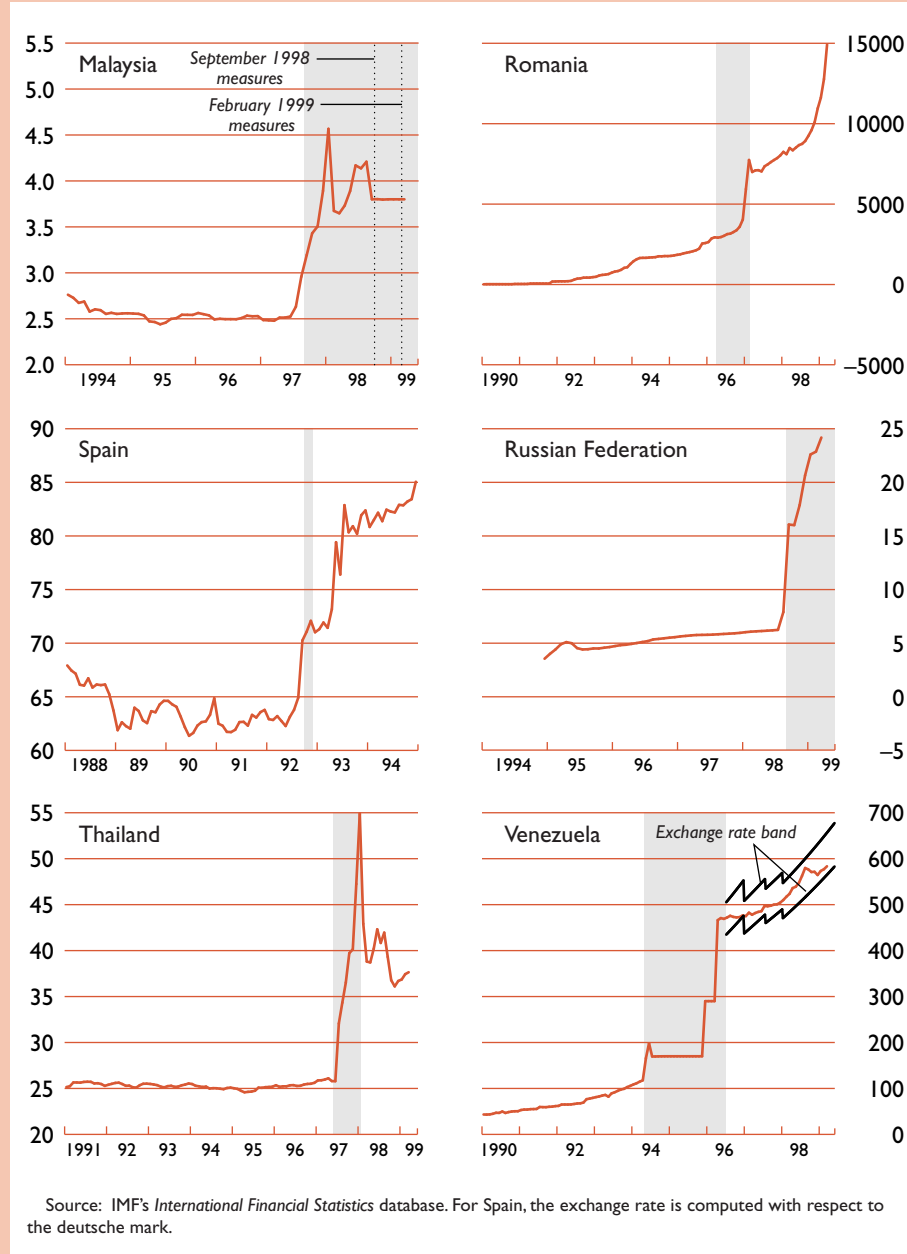 Malaysia
September 1998
measures
February 1999
measures
5.5
5.0
4.5
4.0
3.5
3.0
2.5
2.0
1994 95 96 97 98 99
Romania
15000
10000
5000
0
–5000
1990 92 94 96 98
Spain
90
85
80
75
70
65
60
1988 89 90 91 92 93 94
Russian Federation
25
20
15
10
5
0
–5
1994 95 96 97 98 99
Thailand
55
50
45
40
35
30
25
20
1991 92 93 94 95 96 97 98 99
Venezuela
Exchange rate band
700
600
500
400
300
200
100
0
1990 92 94 96 98
Source: IMF's International Financial Statistics database. For Spain, the exchange rate is computed with respect to
the deutsche mark.